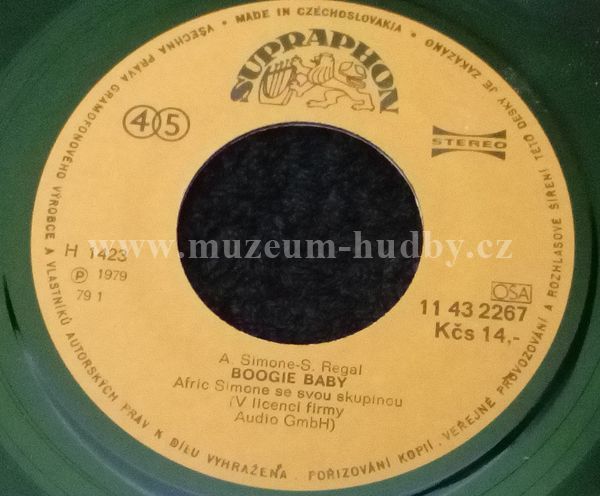 VŠECHNA PRÁVA GRAMOFONOVÉHO VÝROBCE A VLASTNÍKŮ AUTORSKÝCH PRÁV K DÍLU VYHRAŽENA. POŘIZOVÁNÍ KOPIÍ, VEŘEJNÉ PROVOZOVÁNÍ A ROZHLASOVÉ ŠÍŘENÍ TÉTO DESKY JE ZAKÁZÁNO • MADE IN CZECHOSLOVAKIA •
SUPRAPHON
45
STEREO
www.muzeum-hudby.cz
H 1423
Ⓟ 1979
79 1
OSA
11 43 2267
Kčs 14,-
A. Simone-S. Regal
BOOGIE BABY
Afric Simone se svou skupinou
(V licenci firmy
Audio GmbH)